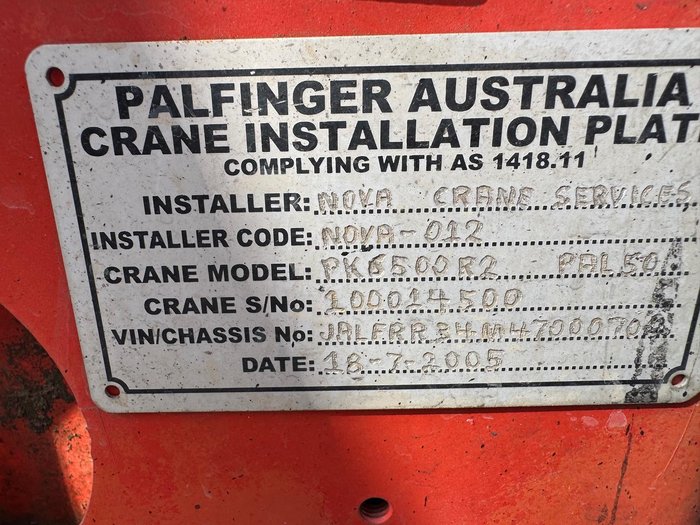 PALFINGER AUSTRALIA
CRANE INSTALLATION PLAT
COMPLYING WITH AS 1418.11
INSTALLER: NOVA CRANE SERVICES
INSTALLER CODE: NOVA-012
CRANE MODEL: PK6500R2 PAL50
CRANE S/No: 100014500
VIN/CHASSIS No:
DATE: 18-7-2005